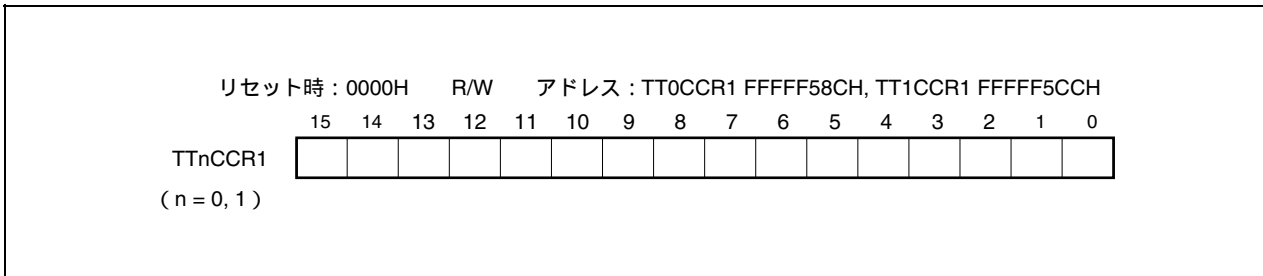 リセット時：0000H　R/W　アドレス：TT0CCR1 FFFFF58CH, TT1CCR1 FFFFF5CCH
15 14 13 12 11 10 9 8 7 6 5 4 3 2 1 0
TTnCCR1
（n = 0, 1）